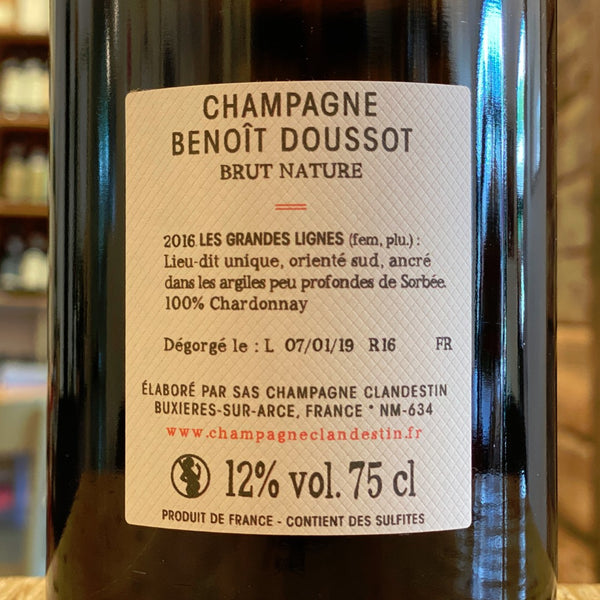 CHAMPAGNE
BENOÎT DOUSSOT
BRUT NATURE
2016 LES GRANDES LIGNES (fem, plu.) :
Lieu-dit unique, orienté sud, ancré
dans les argiles peu profondes de Sorbée.
100% Chardonnay
Dégorgé le : L 07/01/19 R16 FR
ÉLABORÉ PAR SAS CHAMPAGNE CLANDESTIN
BUXIERES-SUR-ARCE, FRANCE * NM-634
www.champagneclandestin.fr
12% vol. 75 cl
PRODUIT DE FRANCE - CONTIENT DES SULFITES